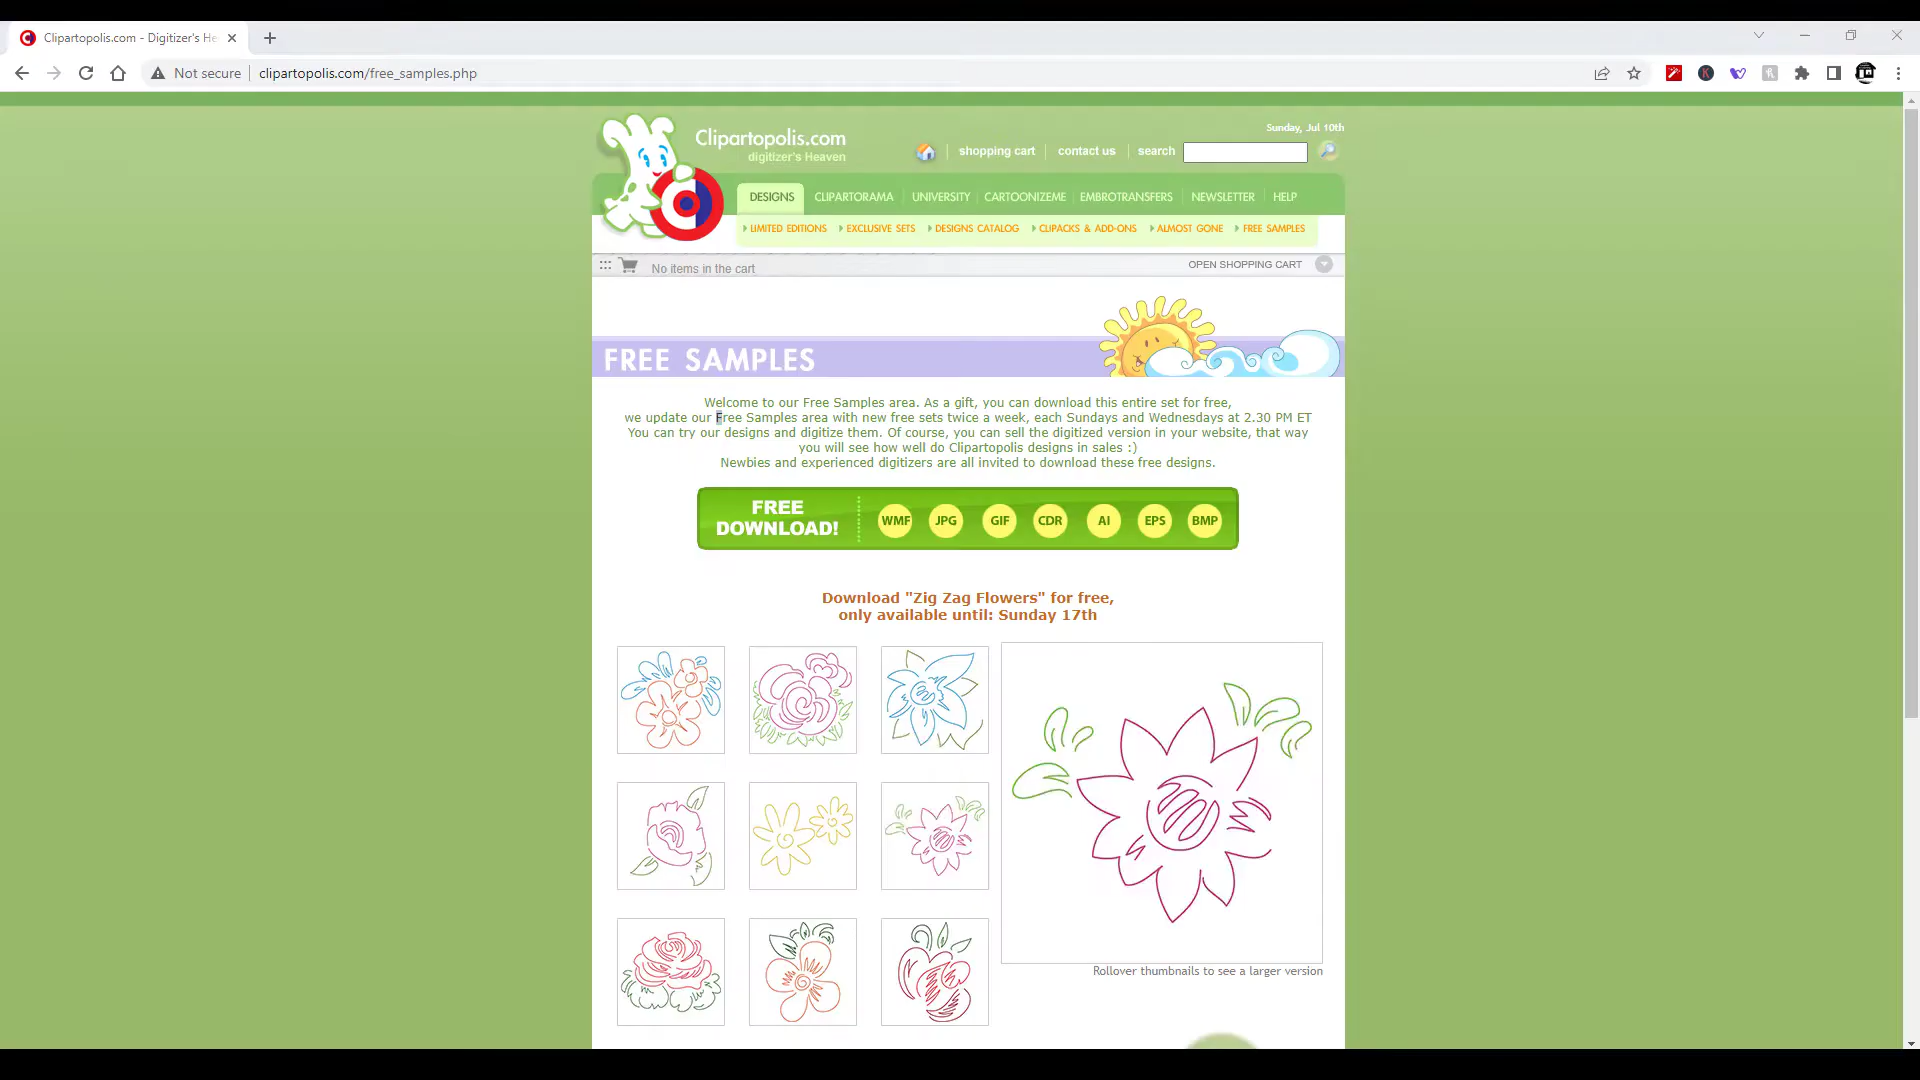 Clipartopolis.com - Digitizer's He
Not secure
clipartopolis.com/free_samples.php
Sunday, Jul 10th
Clipartopolis.com
digitizer's Heaven
shopping cart
contact us
search
DESIGNS
CLIPARTORAMA
UNIVERSITY
CARTOONIZEME
EMBROTRANSFERS
NEWSLETTER
HELP
LIMITED EDITIONS
EXCLUSIVE SETS
DESIGNS CATALOG
CLIPACKS & ADD-ONS
ALMOST GONE
FREE SAMPLES
No items in the cart
OPEN SHOPPING CART
FREE SAMPLES
Welcome to our Free Samples area. As a gift, you can download this entire set for free,
we update our Free Samples area with new free sets twice a week, each Sundays and Wednesdays at 2.30 PM ET
You can try our designs and digitize them. Of course, you can sell the digitized version in your website, that way
you will see how well do Clipartopolis designs in sales :)
Newbies and experienced digitizers are all invited to download these free designs.
FREE
DOWNLOAD!
WMF
JPG
GIF
CDR
AI
EPS
BMP
Download "Zig Zag Flowers" for free,
only available until: Sunday 17th
Rollover thumbnails to see a larger version